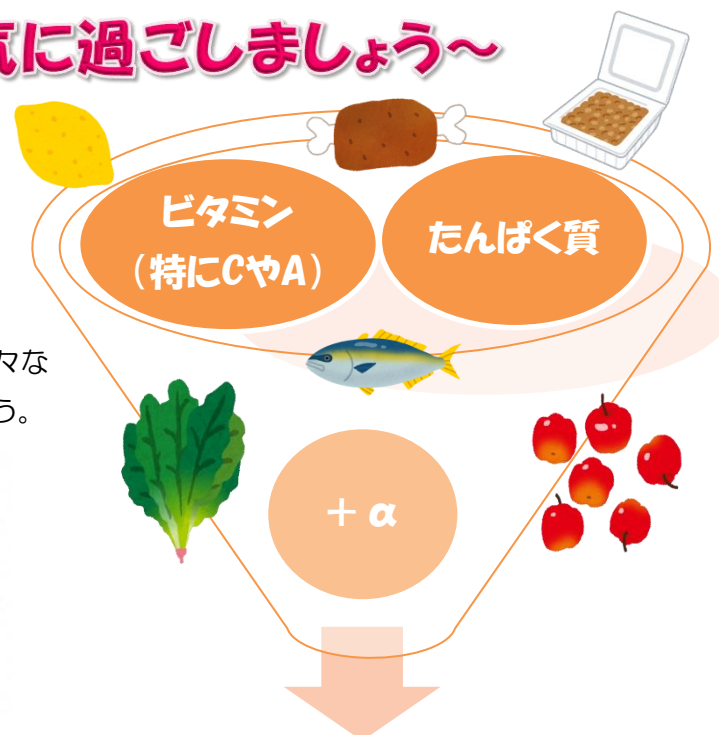 気に過ごしましょう～
ビタミン
（特にCやA）
たんぱく質
々な
う。
＋α